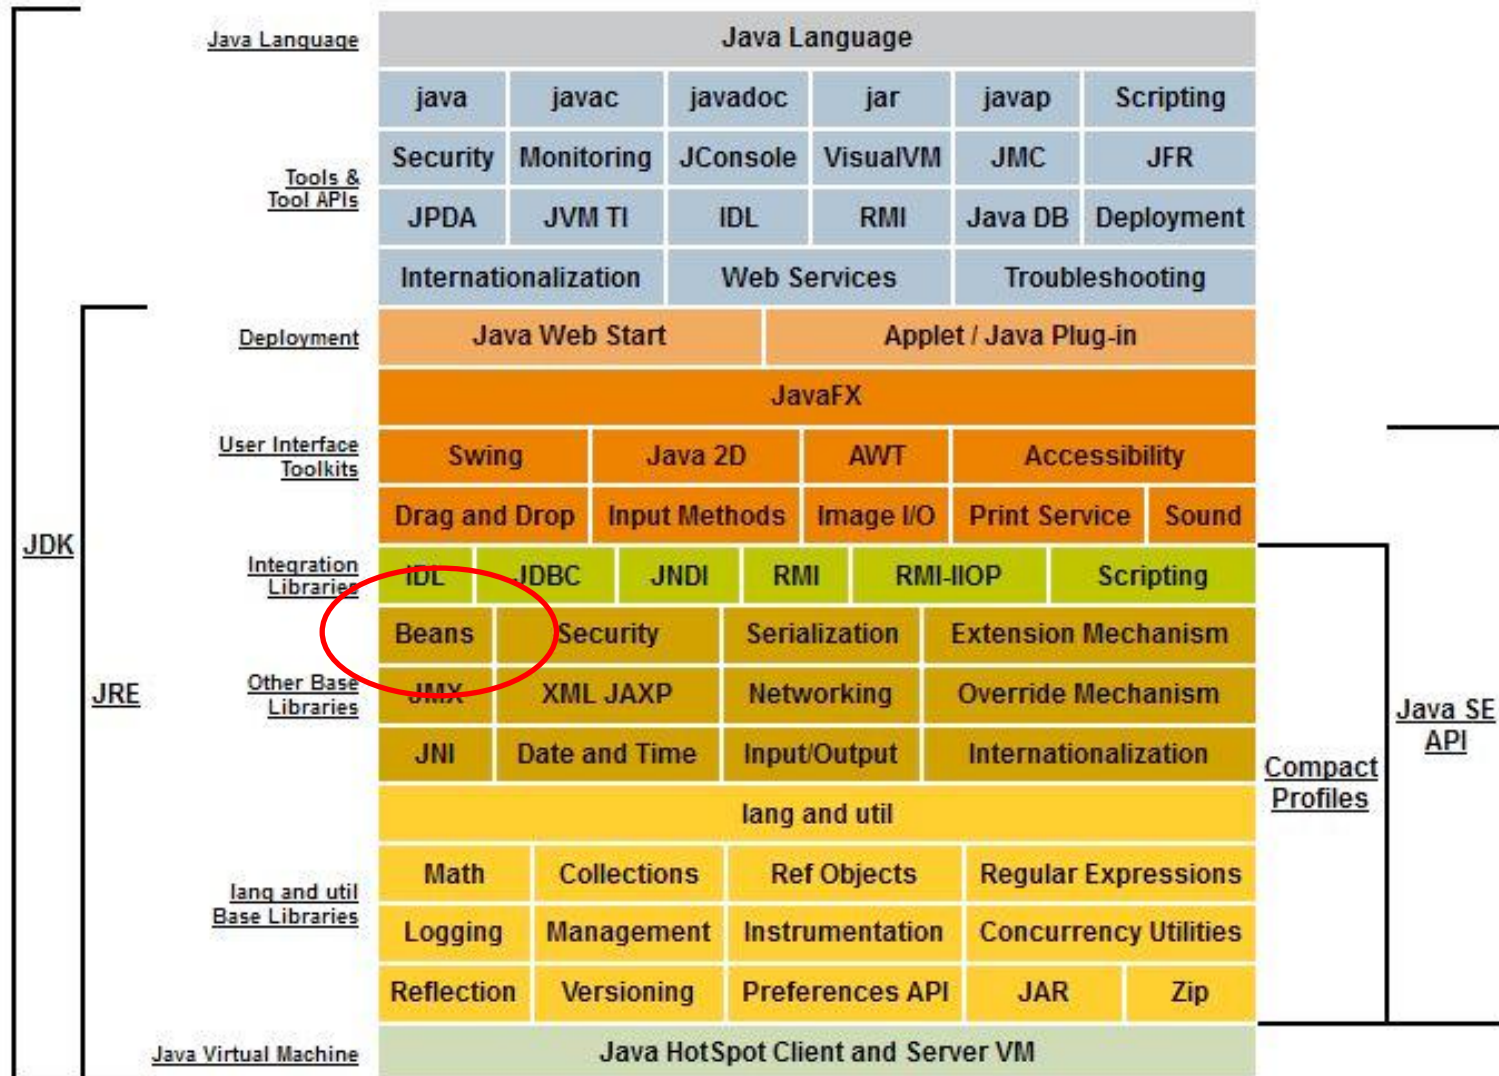 Java Language
Java Language
java javac javadoc jar javap Scripting
Tools &
Tool APIs
Security Monitoring JConsole VisualVM JMC JFR
JPDA JVM TI IDL RMI Java DB Deployment
Internationalization Web Services Troubleshooting
Deployment
Java Web Start Applet / Java Plug-in
JavaFX
User Interface
Toolkits
Swing Java 2D AWT Accessibility
Drag and Drop Input Methods Image I/O Print Service Sound
JDK
Integration
Libraries
IDL JDBC JNDI RMI RMI-IIOP Scripting
Beans Security Serialization Extension Mechanism
JRE
Other Base
Libraries
JMX XML JAXP Networking Override Mechanism
JNI Date and Time Input/Output Internationalization
Java SE
API
Compact
Profiles
lang and util
lang and util
Base Libraries
Math Collections Ref Objects Regular Expressions
Logging Management Instrumentation Concurrency Utilities
Reflection Versioning Preferences API JAR Zip
Java Virtual Machine
Java HotSpot Client and Server VM